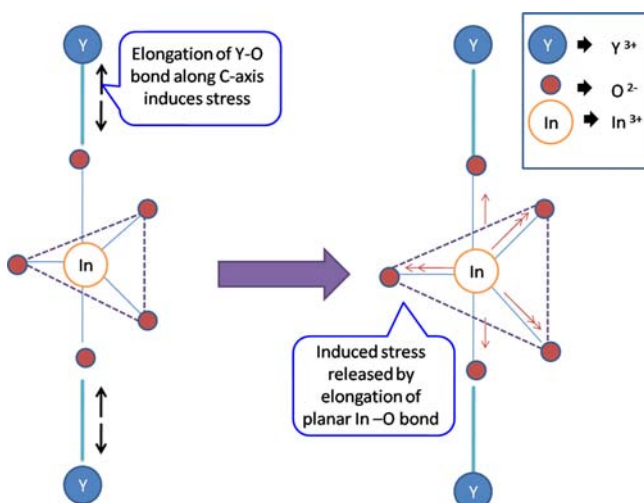 Y
Elongation of Y-O
bond along C-axis
induces stress
In
Y
Y
In
Induced stress
released by
elongation of
planar In –O bond
Y
Y Y 3+
O 2-
In In 3+